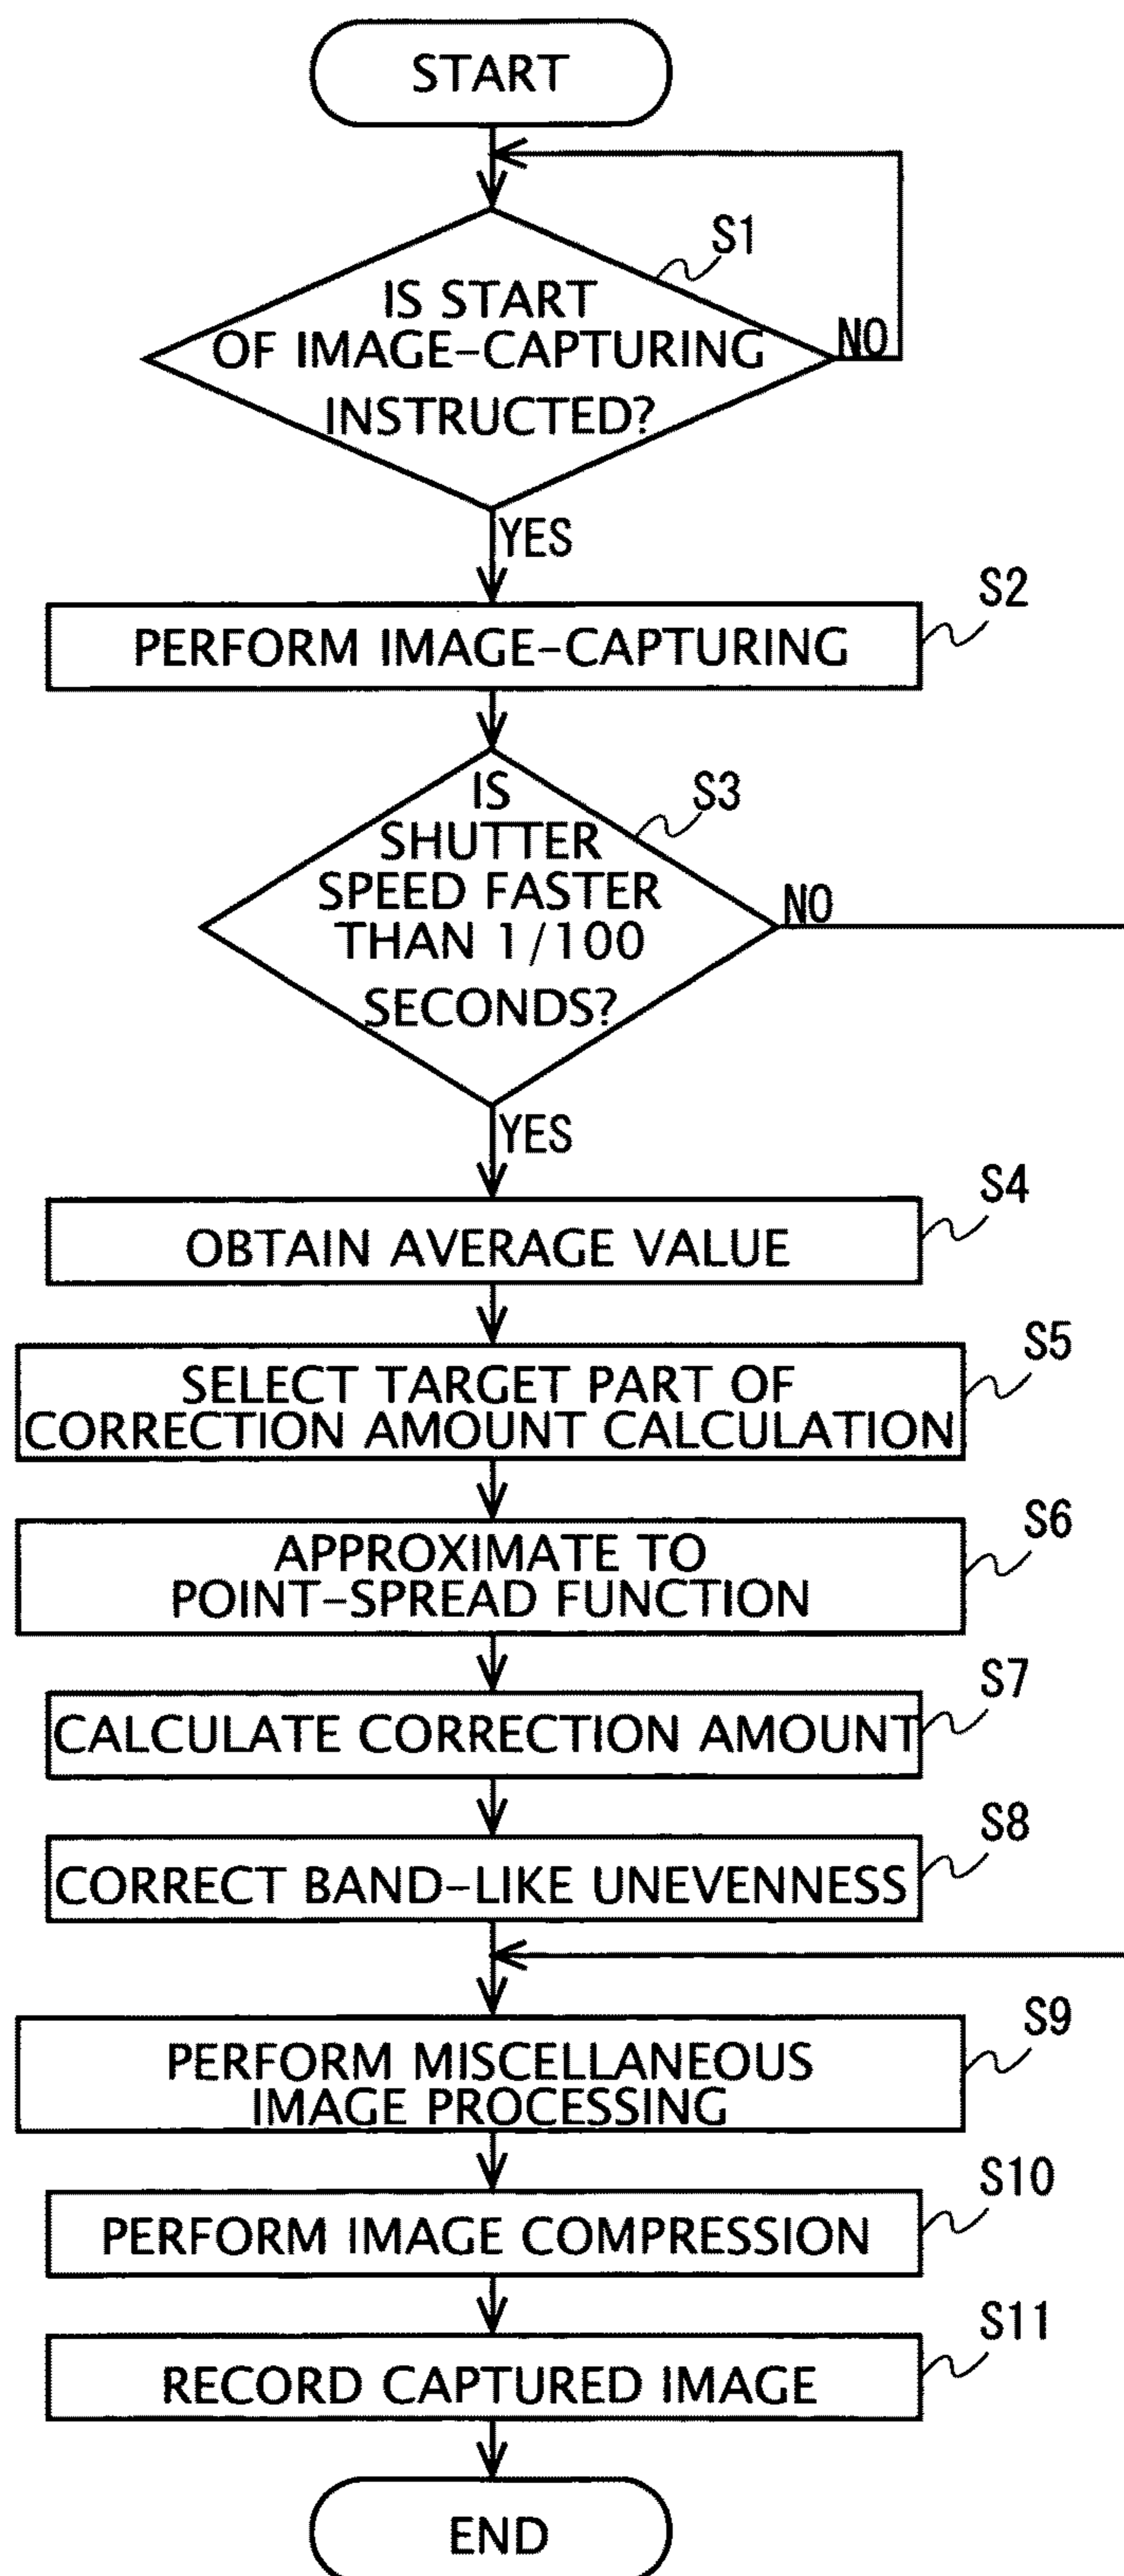 START
S1
IS START
OF IMAGE-CAPTURING
INSTRUCTED?
NO
YES
S2
PERFORM IMAGE-CAPTURING
S3
IS
SHUTTER
SPEED FASTER
THAN 1/100
SECONDS?
NO
YES
S4
OBTAIN AVERAGE VALUE
S5
SELECT TARGET PART OF
CORRECTION AMOUNT CALCULATION
S6
APPROXIMATE TO
POINT-SPREAD FUNCTION
S7
CALCULATE CORRECTION AMOUNT
S8
CORRECT BAND-LIKE UNEVENNESS
S9
PERFORM MISCELLANEOUS
IMAGE PROCESSING
S10
PERFORM IMAGE COMPRESSION
S11
RECORD CAPTURED IMAGE
END